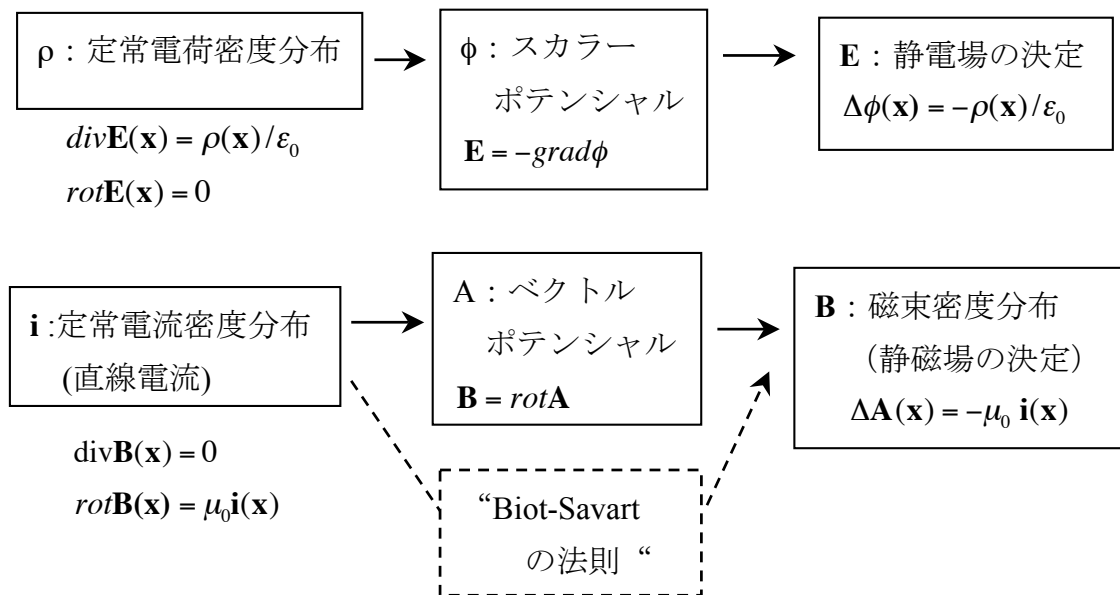 ρ：定常電荷密度分布
divE(x) = ρ(x)/ε₀
rotE(x) = 0
ϕ：スカラー
ポテンシャル
E = −gradϕ
E：静電場の決定
Δϕ(x) = −ρ(x)/ε₀
i :定常電流密度分布
(直線電流)
divB(x) = 0
rotB(x) = μ₀i(x)
A：ベクトル
ポテンシャル
B = rotA
B：磁束密度分布
（静磁場の決定）
ΔA(x) = −μ₀ i(x)
“Biot-Savart
の法則“